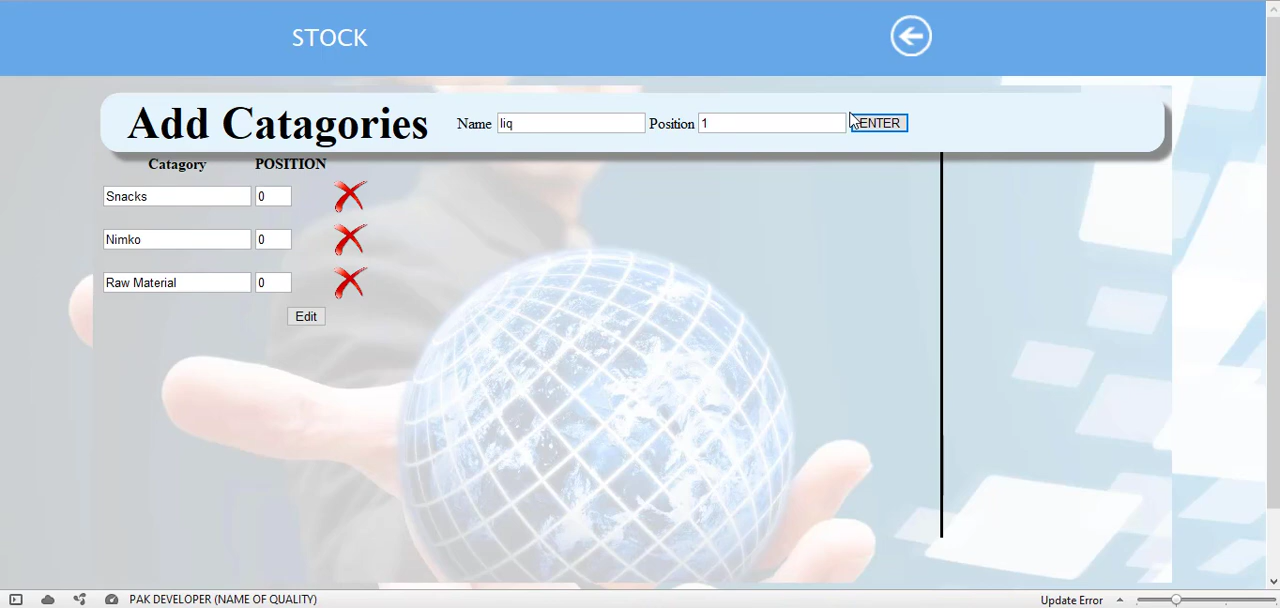 STOCK
Add Catagories Name liq Position 1 ENTER
Catagory POSITION
Snacks 0
Nimko 0
Raw Material 0
Edit
PAK DEVELOPER (NAME OF QUALITY) Update Error